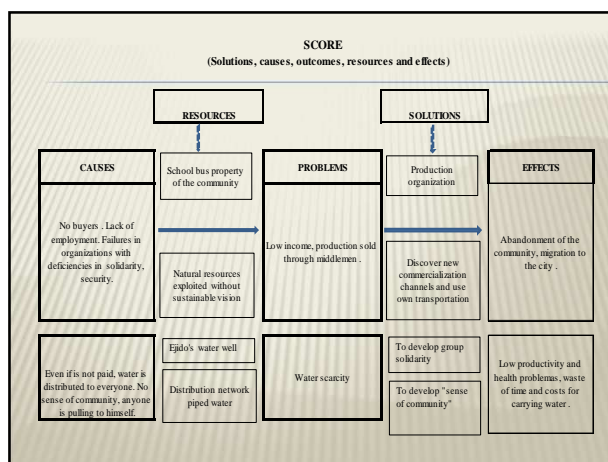 SCORE
(Solutions, causes, outcomes, resources and effects)
RESOURCES
SOLUTIONS
CAUSES
School bus property
of the community
PROBLEMS
Production
organization
EFFECTS
No buyers . Lack of
employment. Failures in
organizations with
deficiencies in solidarity,
security.
Natural resources
exploited without
sustainable vision
Low income, production sold
through middlemen .
Discover new
commercialization
channels and use
own transportation
Abandonment of the
community, migration to
the city .
Even if is not paid, water is
distributed to everyone. No
sense of community, anyone
is pulling to himself.
Ejido's water well
Distribution network
piped water
Water scarcity
To develop group
solidarity
To develop "sense
of community"
Low productivity and
health problemas, waste
of time and costs for
carrying water .